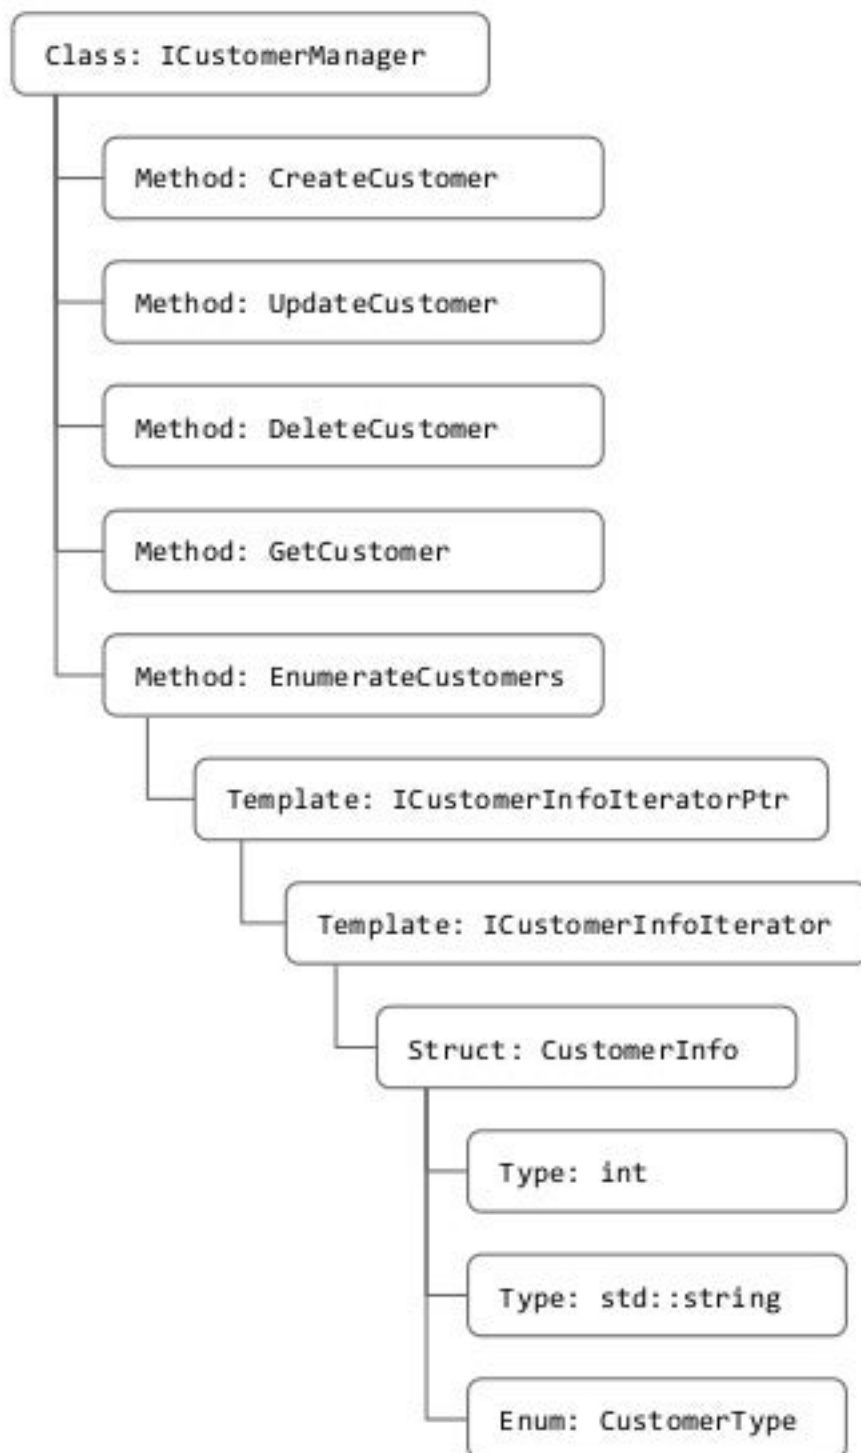 Class: ICustomerManager
Method: CreateCustomer
Method: UpdateCustomer
Method: DeleteCustomer
Method: GetCustomer
Method: EnumerateCustomers
Template: ICustomerInfoIteratorPtr
Template: ICustomerInfoIterator
Struct: CustomerInfo
Type: int
Type: std::string
Enum: CustomerType